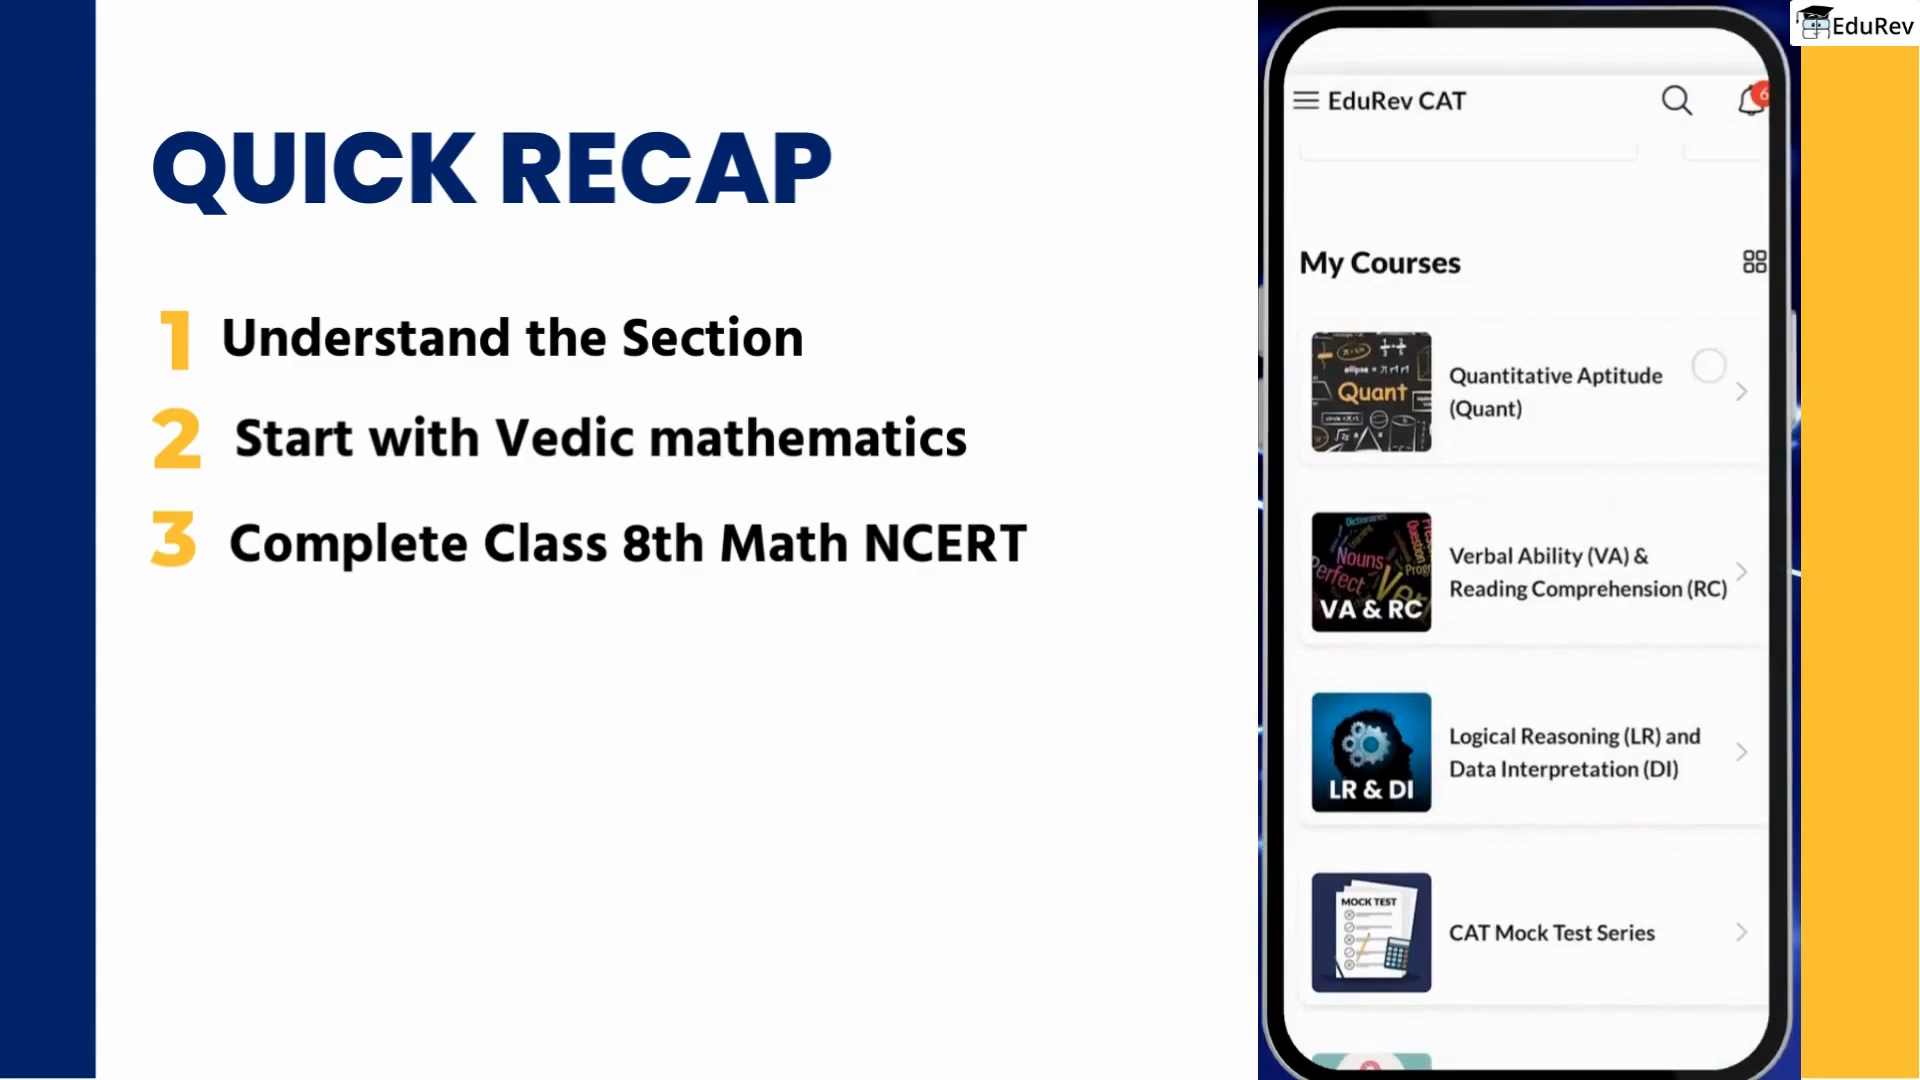 EduRev
QUICK RECAP
1 Understand the Section
2 Start with Vedic mathematics
3 Complete Class 8th Math NCERT
EduRev CAT
6
My Courses
Quant
Quantitative Aptitude
(Quant)
Nouns
VA & RC
Verbal Ability (VA) &
Reading Comprehension (RC)
LR & DI
Logical Reasoning (LR) and
Data Interpretation (DI)
MOCK TEST
CAT Mock Test Series